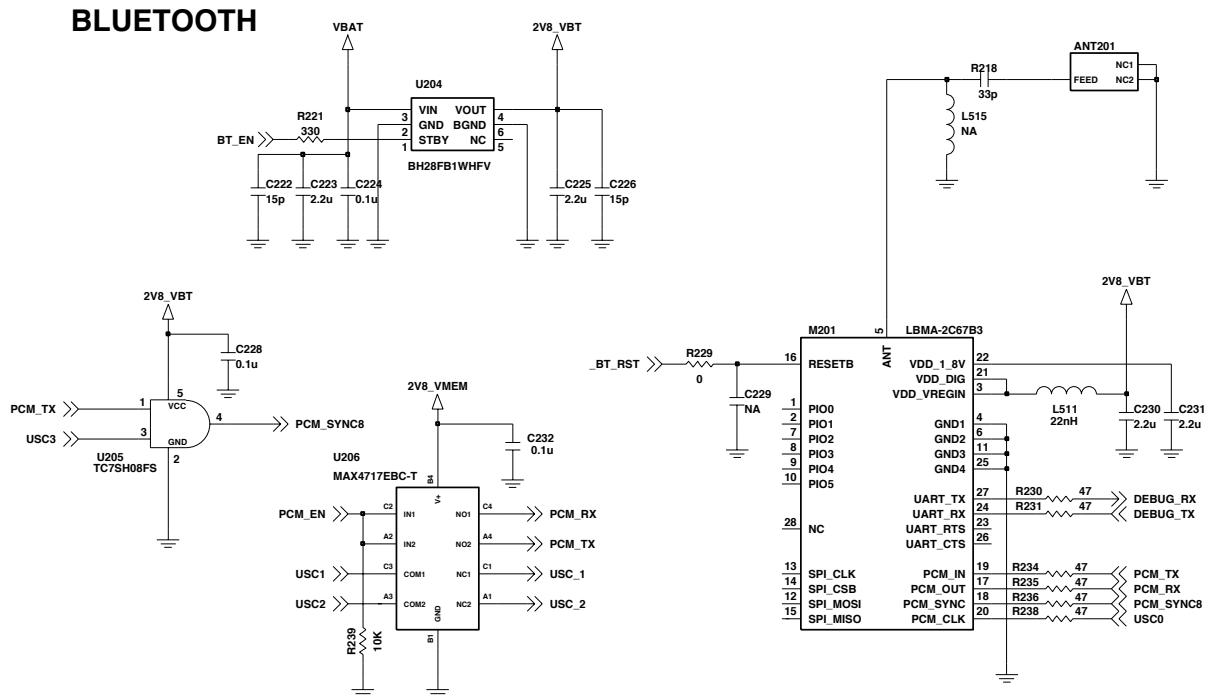 BLUETOOTH
VBAT
2V8_VBT
U204
VIN
VOUT
3
4
GND
BGND
2
6
STBY
NC
1
5
BH28FB1WHFV
R221
330
BT_EN
C222
15p
C223
2.2u
C224
0.1u
C225
2.2u
C226
15p
ANT201
FEED
NC1
NC2
R218
33p
L515
NA
2V8_VBT
C228
0.1u
5
VCC
PCM_TX
1
4
PCM_SYNC8
USC3
3
GND
2
U205
TC7SH08FS
2V8_VMEM
C232
0.1u
U206
MAX4717EBC-T
B4
V+
PCM_EN
C2
IN1
NO1
C4
PCM_RX
A2
IN2
NO2
A4
PCM_TX
USC1
C3
COM1
NC1
C1
USC_1
USC2
A3
COM2
NC2
A1
USC_2
GND
B1
R239
10K
M201
5
LBMA-2C67B3
ANT
_BT_RST
R229
0
C229
NA
16
RESETB
1
PIO0
2
PIO1
7
PIO2
8
PIO3
9
PIO4
10
PIO5
28
NC
13
SPI_CLK
14
SPI_CSB
12
SPI_MOSI
15
SPI_MISO
VDD_1_8V
22
VDD_DIG
21
VDD_VREGIN
3
GND1
4
GND2
6
GND3
11
GND4
25
UART_TX
27
R230
47
DEBUG_RX
UART_RX
24
R231
47
DEBUG_TX
UART_RTS
23
UART_CTS
26
PCM_IN
19
R234
47
PCM_TX
PCM_OUT
17
R235
47
PCM_RX
PCM_SYNC
18
R236
47
PCM_SYNC8
PCM_CLK
20
R238
47
USC0
2V8_VBT
L511
22nH
C230
2.2u
C231
2.2u